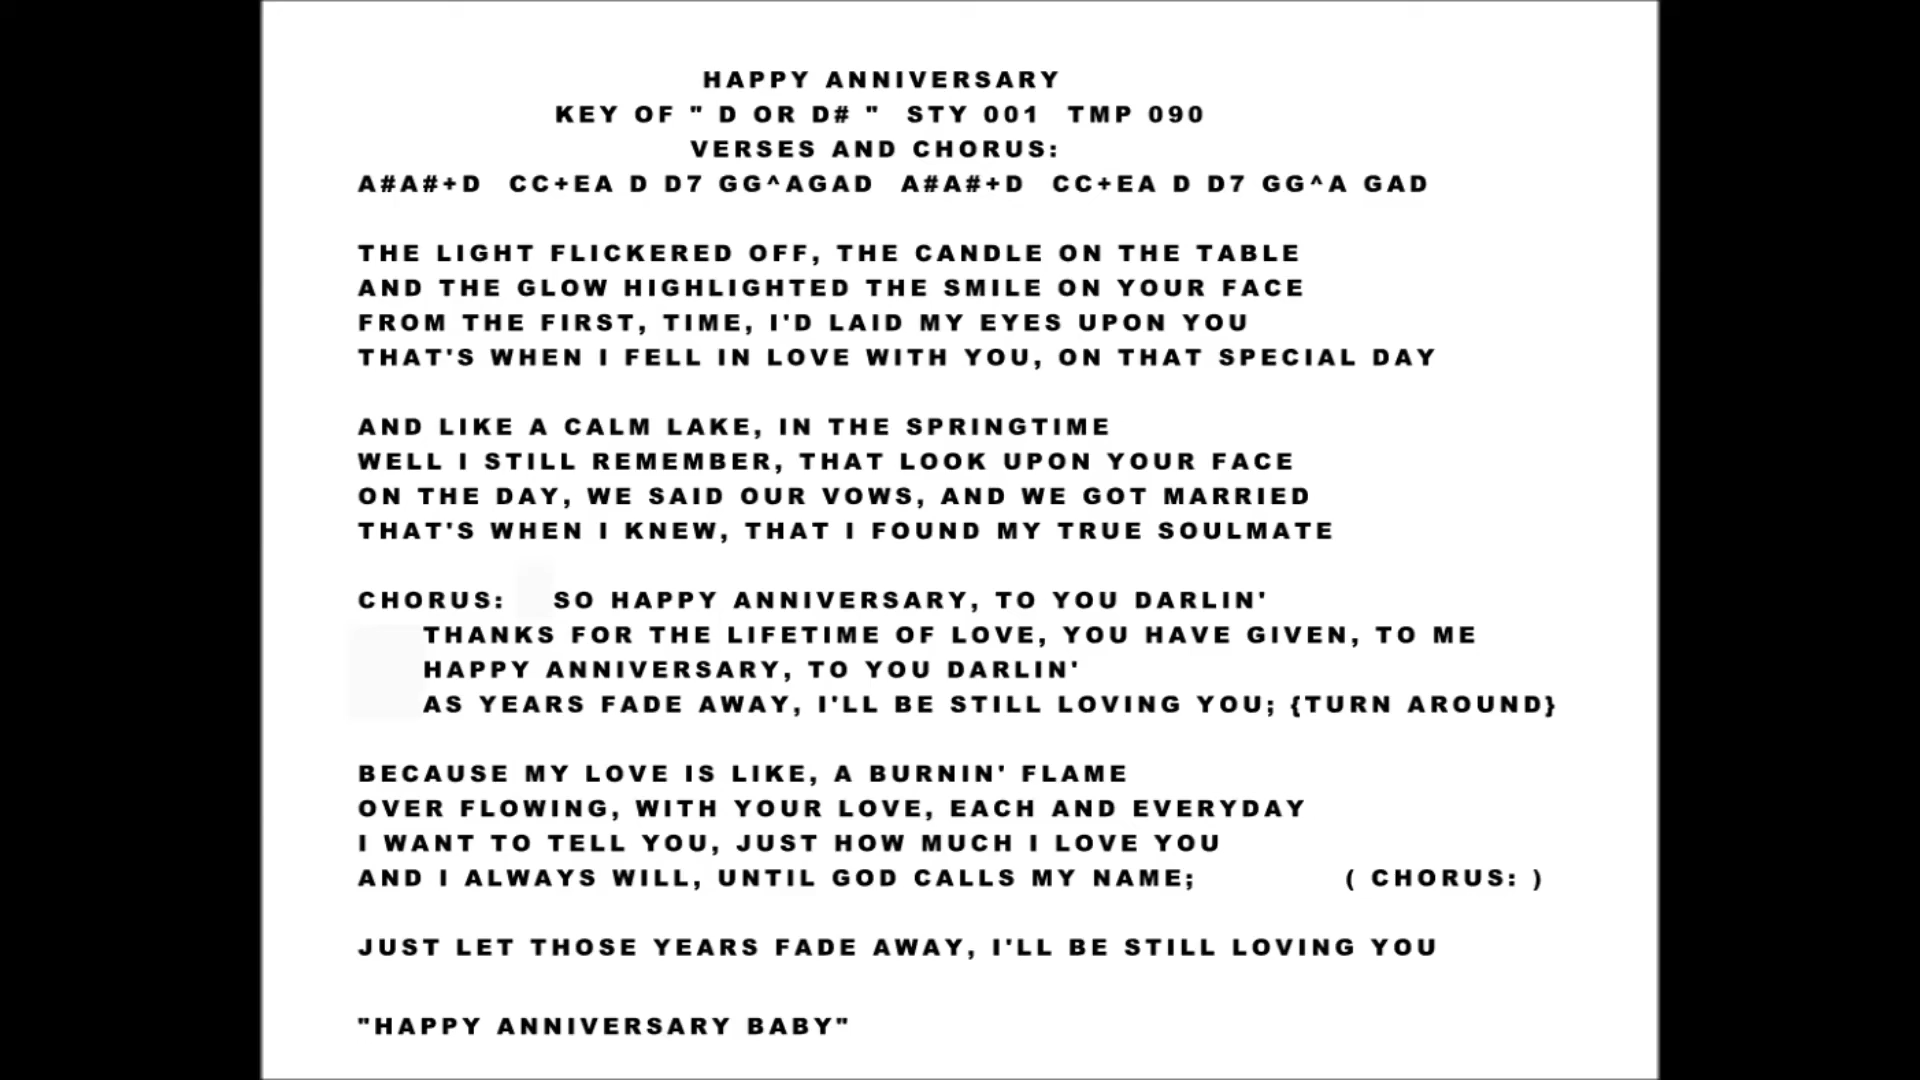 HAPPY ANNIVERSARY
KEY OF " D OR D# " STY 001 TMP 090
VERSES AND CHORUS:
A#A#+D CC+EA D D7 GG^AGAD A#A#+D CC+EA D D7 GG^A GAD
THE LIGHT FLICKERED OFF, THE CANDLE ON THE TABLE
AND THE GLOW HIGHLIGHTED THE SMILE ON YOUR FACE
FROM THE FIRST, TIME, I'D LAID MY EYES UPON YOU
THAT'S WHEN I FELL IN LOVE WITH YOU, ON THAT SPECIAL DAY
AND LIKE A CALM LAKE, IN THE SPRINGTIME
WELL I STILL REMEMBER, THAT LOOK UPON YOUR FACE
ON THE DAY, WE SAID OUR VOWS, AND WE GOT MARRIED
THAT'S WHEN I KNEW, THAT I FOUND MY TRUE SOULMATE
CHORUS: SO HAPPY ANNIVERSARY, TO YOU DARLIN'
THANKS FOR THE LIFETIME OF LOVE, YOU HAVE GIVEN, TO ME
HAPPY ANNIVERSARY, TO YOU DARLIN'
AS YEARS FADE AWAY, I'LL BE STILL LOVING YOU; {TURN AROUND}
BECAUSE MY LOVE IS LIKE, A BURNIN' FLAME
OVER FLOWING, WITH YOUR LOVE, EACH AND EVERYDAY
I WANT TO TELL YOU, JUST HOW MUCH I LOVE YOU
AND I ALWAYS WILL, UNTIL GOD CALLS MY NAME; ( CHORUS: )
JUST LET THOSE YEARS FADE AWAY, I'LL BE STILL LOVING YOU
"HAPPY ANNIVERSARY BABY"